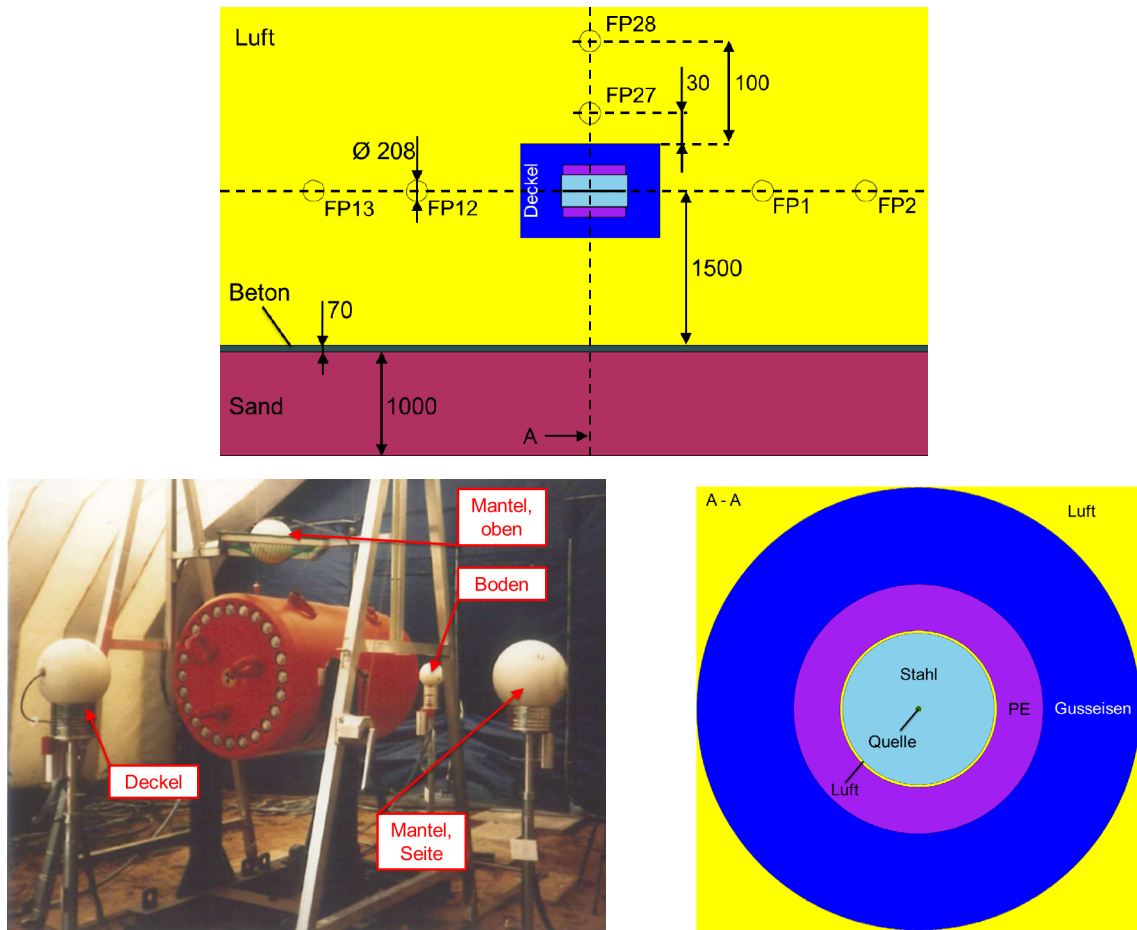 Luft
FP28
30
100
FP27
Ø 208
Deckel
FP13
FP12
FP1
FP2
1500
Beton
70
Sand
1000
A
Mantel,
oben
Boden
Deckel
Mantel,
Seite
A - A
Luft
Stahl
PE
Gusseisen
Quelle
Luft